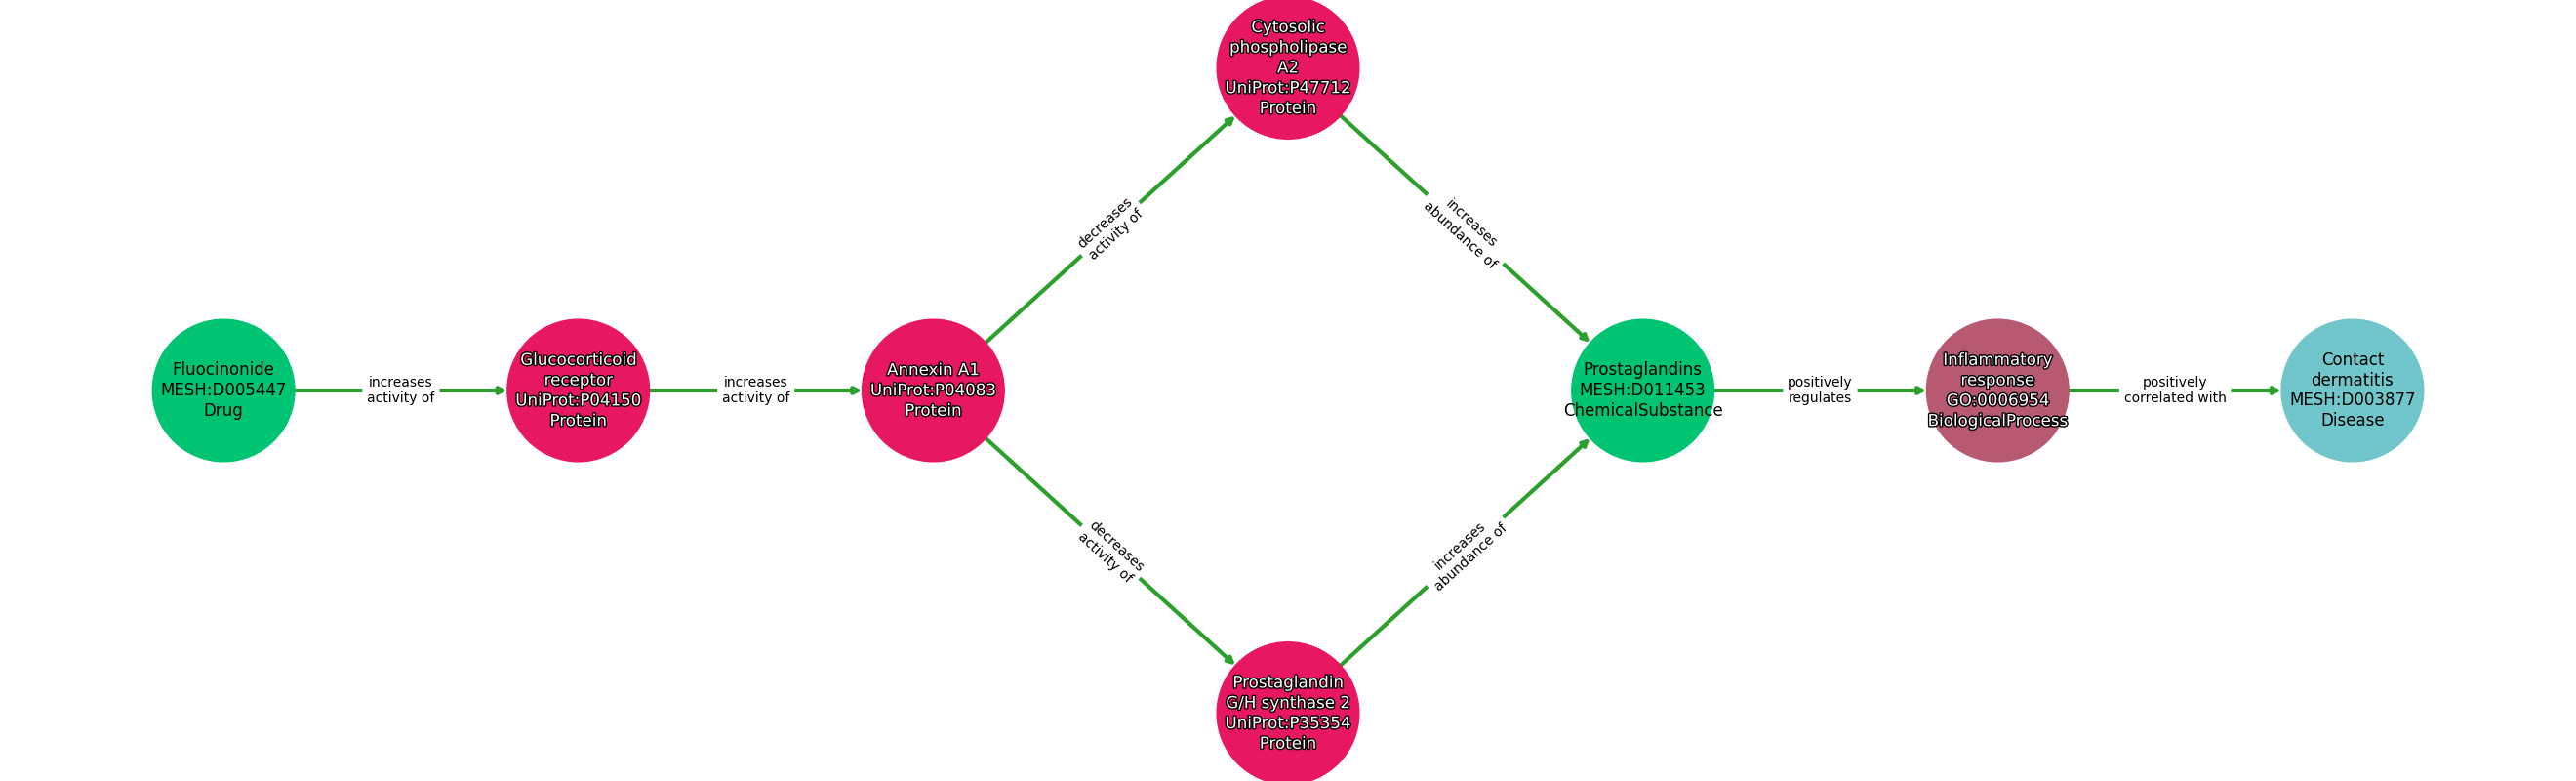 Cytosolic
phospholipase
A2
UniProt:P47712
Protein
decreases
activity of
increases
abundance of
Fluocinonide
MESH:D005447
Drug
increases
activity of
Glucocorticoid
receptor
UniProt:P04150
Protein
increases
activity of
Annexin A1
UniProt:P04083
Protein
Prostaglandins
MESH:D011453
ChemicalSubstance
positively
regulates
Inflammatory
response
GO:0006954
BiologicalProcess
positively
correlated with
Contact
dermatitis
MESH:D003877
Disease
decreases
activity of
increases
abundance of
Prostaglandin
G/H synthase 2
UniProt:P35354
Protein